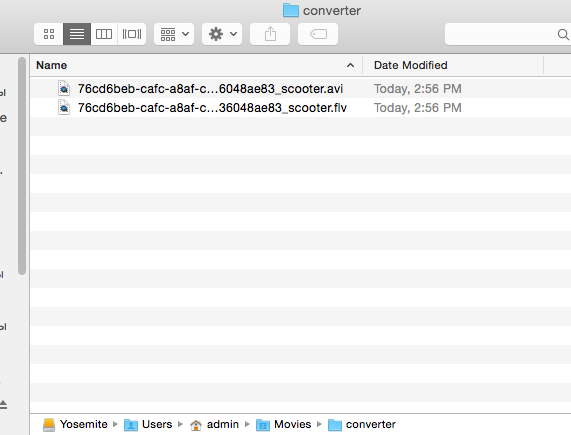 converter
Name Date Modified
76cd6beb-cafc-a8af-c...6048ae83_scooter.avi Today, 2:56 PM
76cd6beb-cafc-a8af-c...36048ae83_scooter.flv Today, 2:56 PM
ы
е
ы
ы
Yosemite Users admin Movies converter